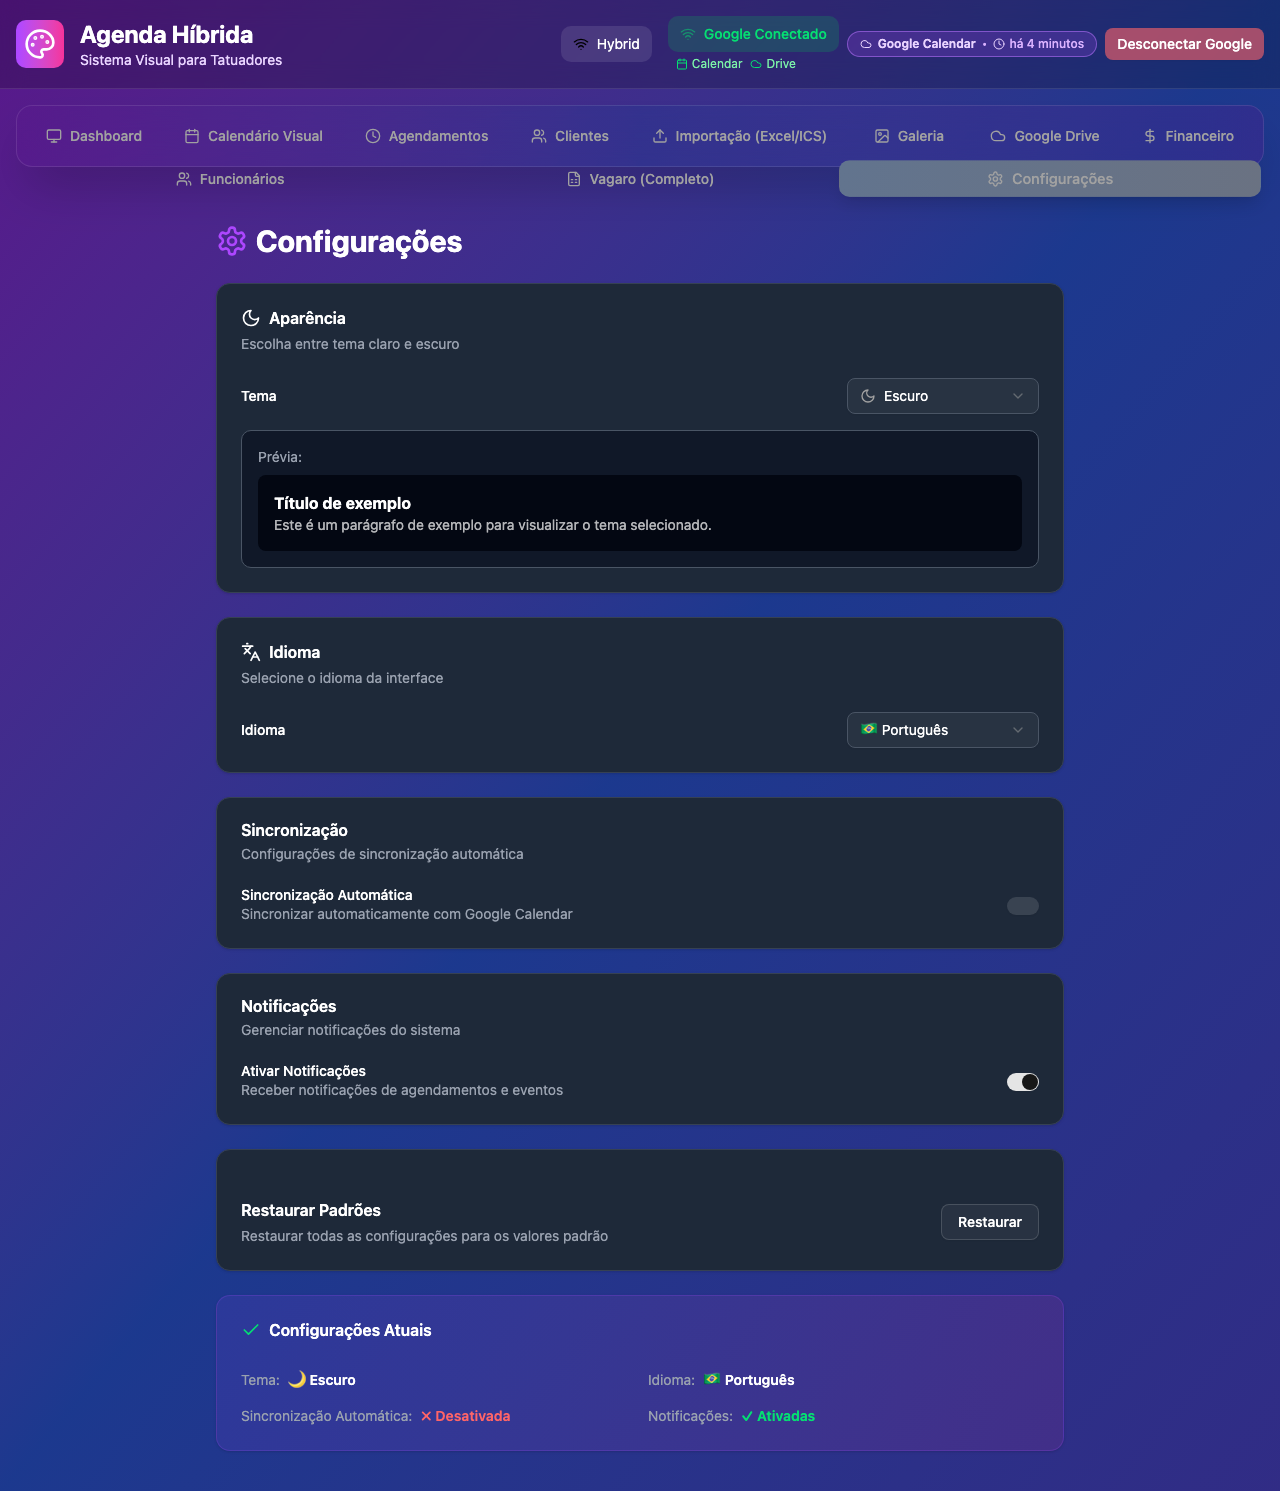 Agenda Híbrida
Sistema Visual para Tatuadores
Hybrid
Google Conectado
Calendar Drive
Google Calendar • há 4 minutos
Desconectar Google
Dashboard
Calendário Visual
Agendamentos
Clientes
Importação (Excel/ICS)
Galeria
Google Drive
Financeiro
Funcionários
Vagaro (Completo)
Configurações
Configurações
Aparência
Escolha entre tema claro e escuro
Tema
Escuro
Prévia:
Título de exemplo
Este é um parágrafo de exemplo para visualizar o tema selecionado.
Idioma
Selecione o idioma da interface
Idioma
Português
Sincronização
Configurações de sincronização automática
Sincronização Automática
Sincronizar automaticamente com Google Calendar
Notificações
Gerenciar notificações do sistema
Ativar Notificações
Receber notificações de agendamentos e eventos
Restaurar Padrões
Restaurar todas as configurações para os valores padrão
Restaurar
Configurações Atuais
Tema: 🌙 Escuro
Idioma: 🇧🇷 Português
Sincronização Automática: ✗ Desativada
Notificações: ✓ Ativadas